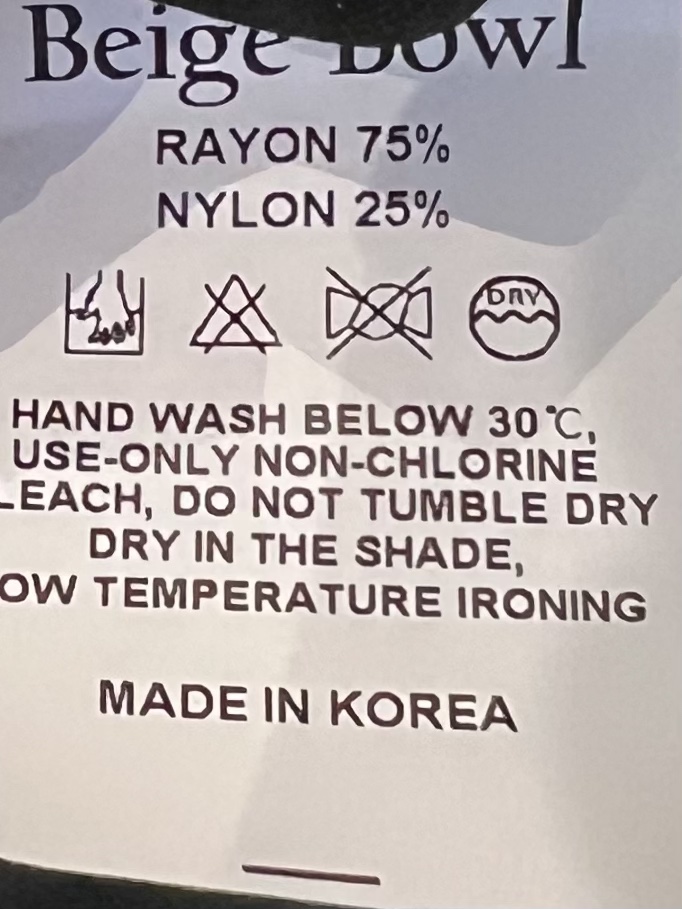 Beige Bowl
RAYON 75%
NYLON 25%
DRY
HAND WASH BELOW 30℃,
USE-ONLY NON-CHLORINE
LEACH, DO NOT TUMBLE DRY
DRY IN THE SHADE,
OW TEMPERATURE IRONING
MADE IN KOREA